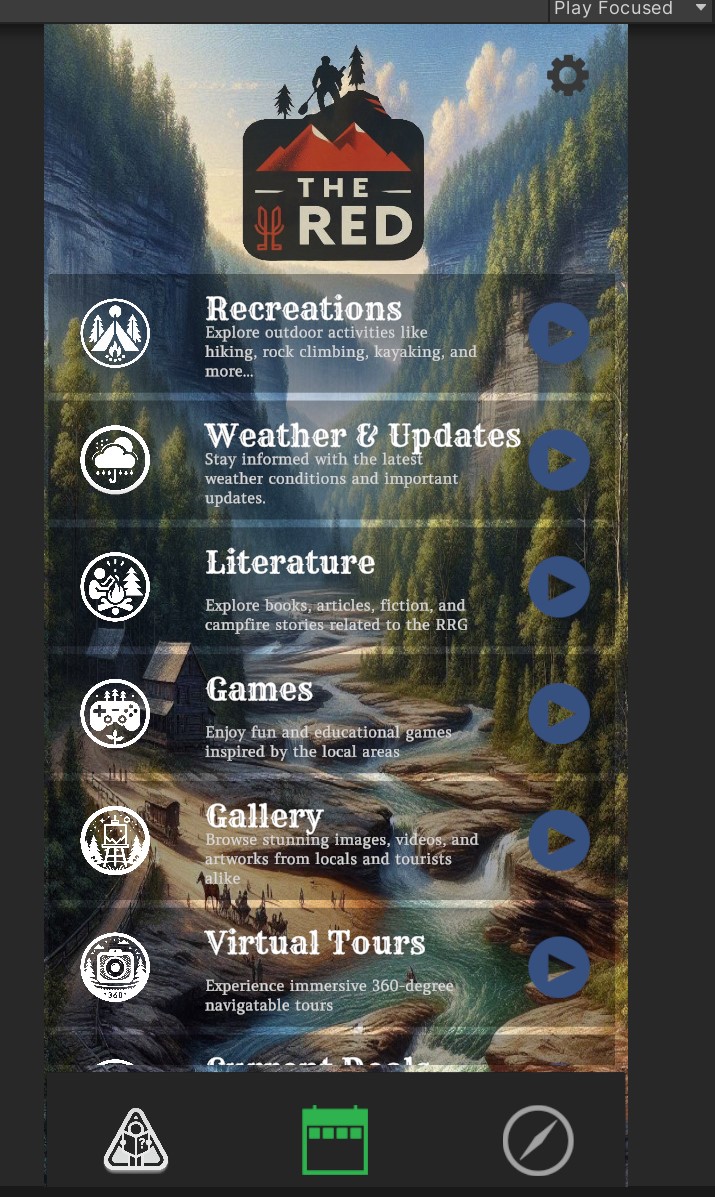 Play Focused
THE
RED
Recreations
Explore outdoor activities like
hiking, rock climbing, kayaking, and
more...
Weather & Updates
Stay informed with the latest
weather conditions and important
updates.
Literature
Explore books, articles, fiction, and
campfire stories related to the RRG
Games
Enjoy fun and educational games
inspired by the local areas
Gallery
Browse stunning images, videos, and
artworks from locals and tourists
alike
Virtual Tours
360°
Experience immersive 360-degree
navigatable tours
Current Deals
?